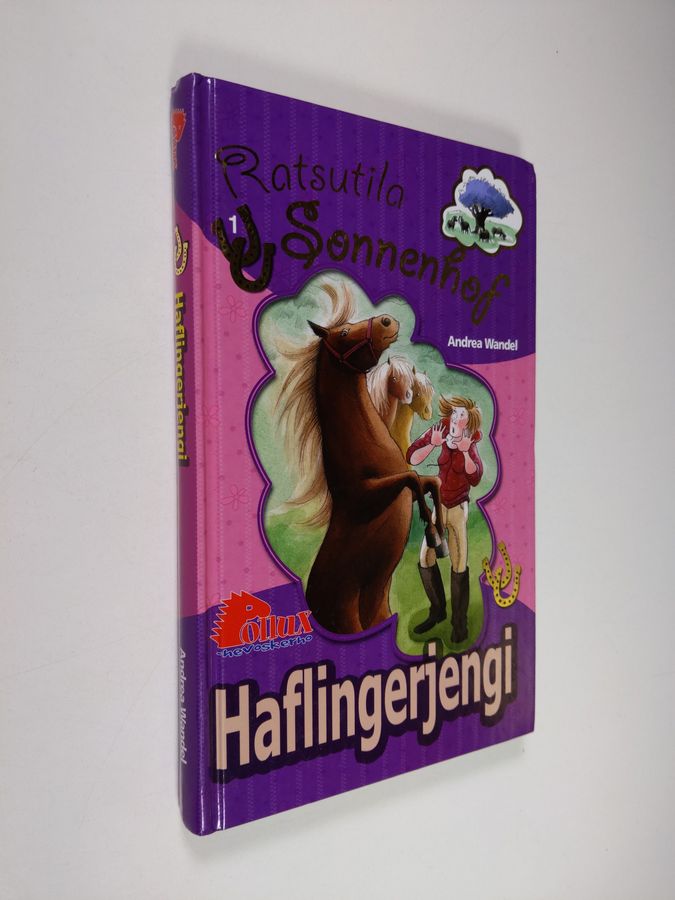 Ratsutila
1
Sonnenhof
Andrea Wandel
Pollux
-hevoskerho
Haflingerjengi
Haflingerjengi
Andrea Wandel